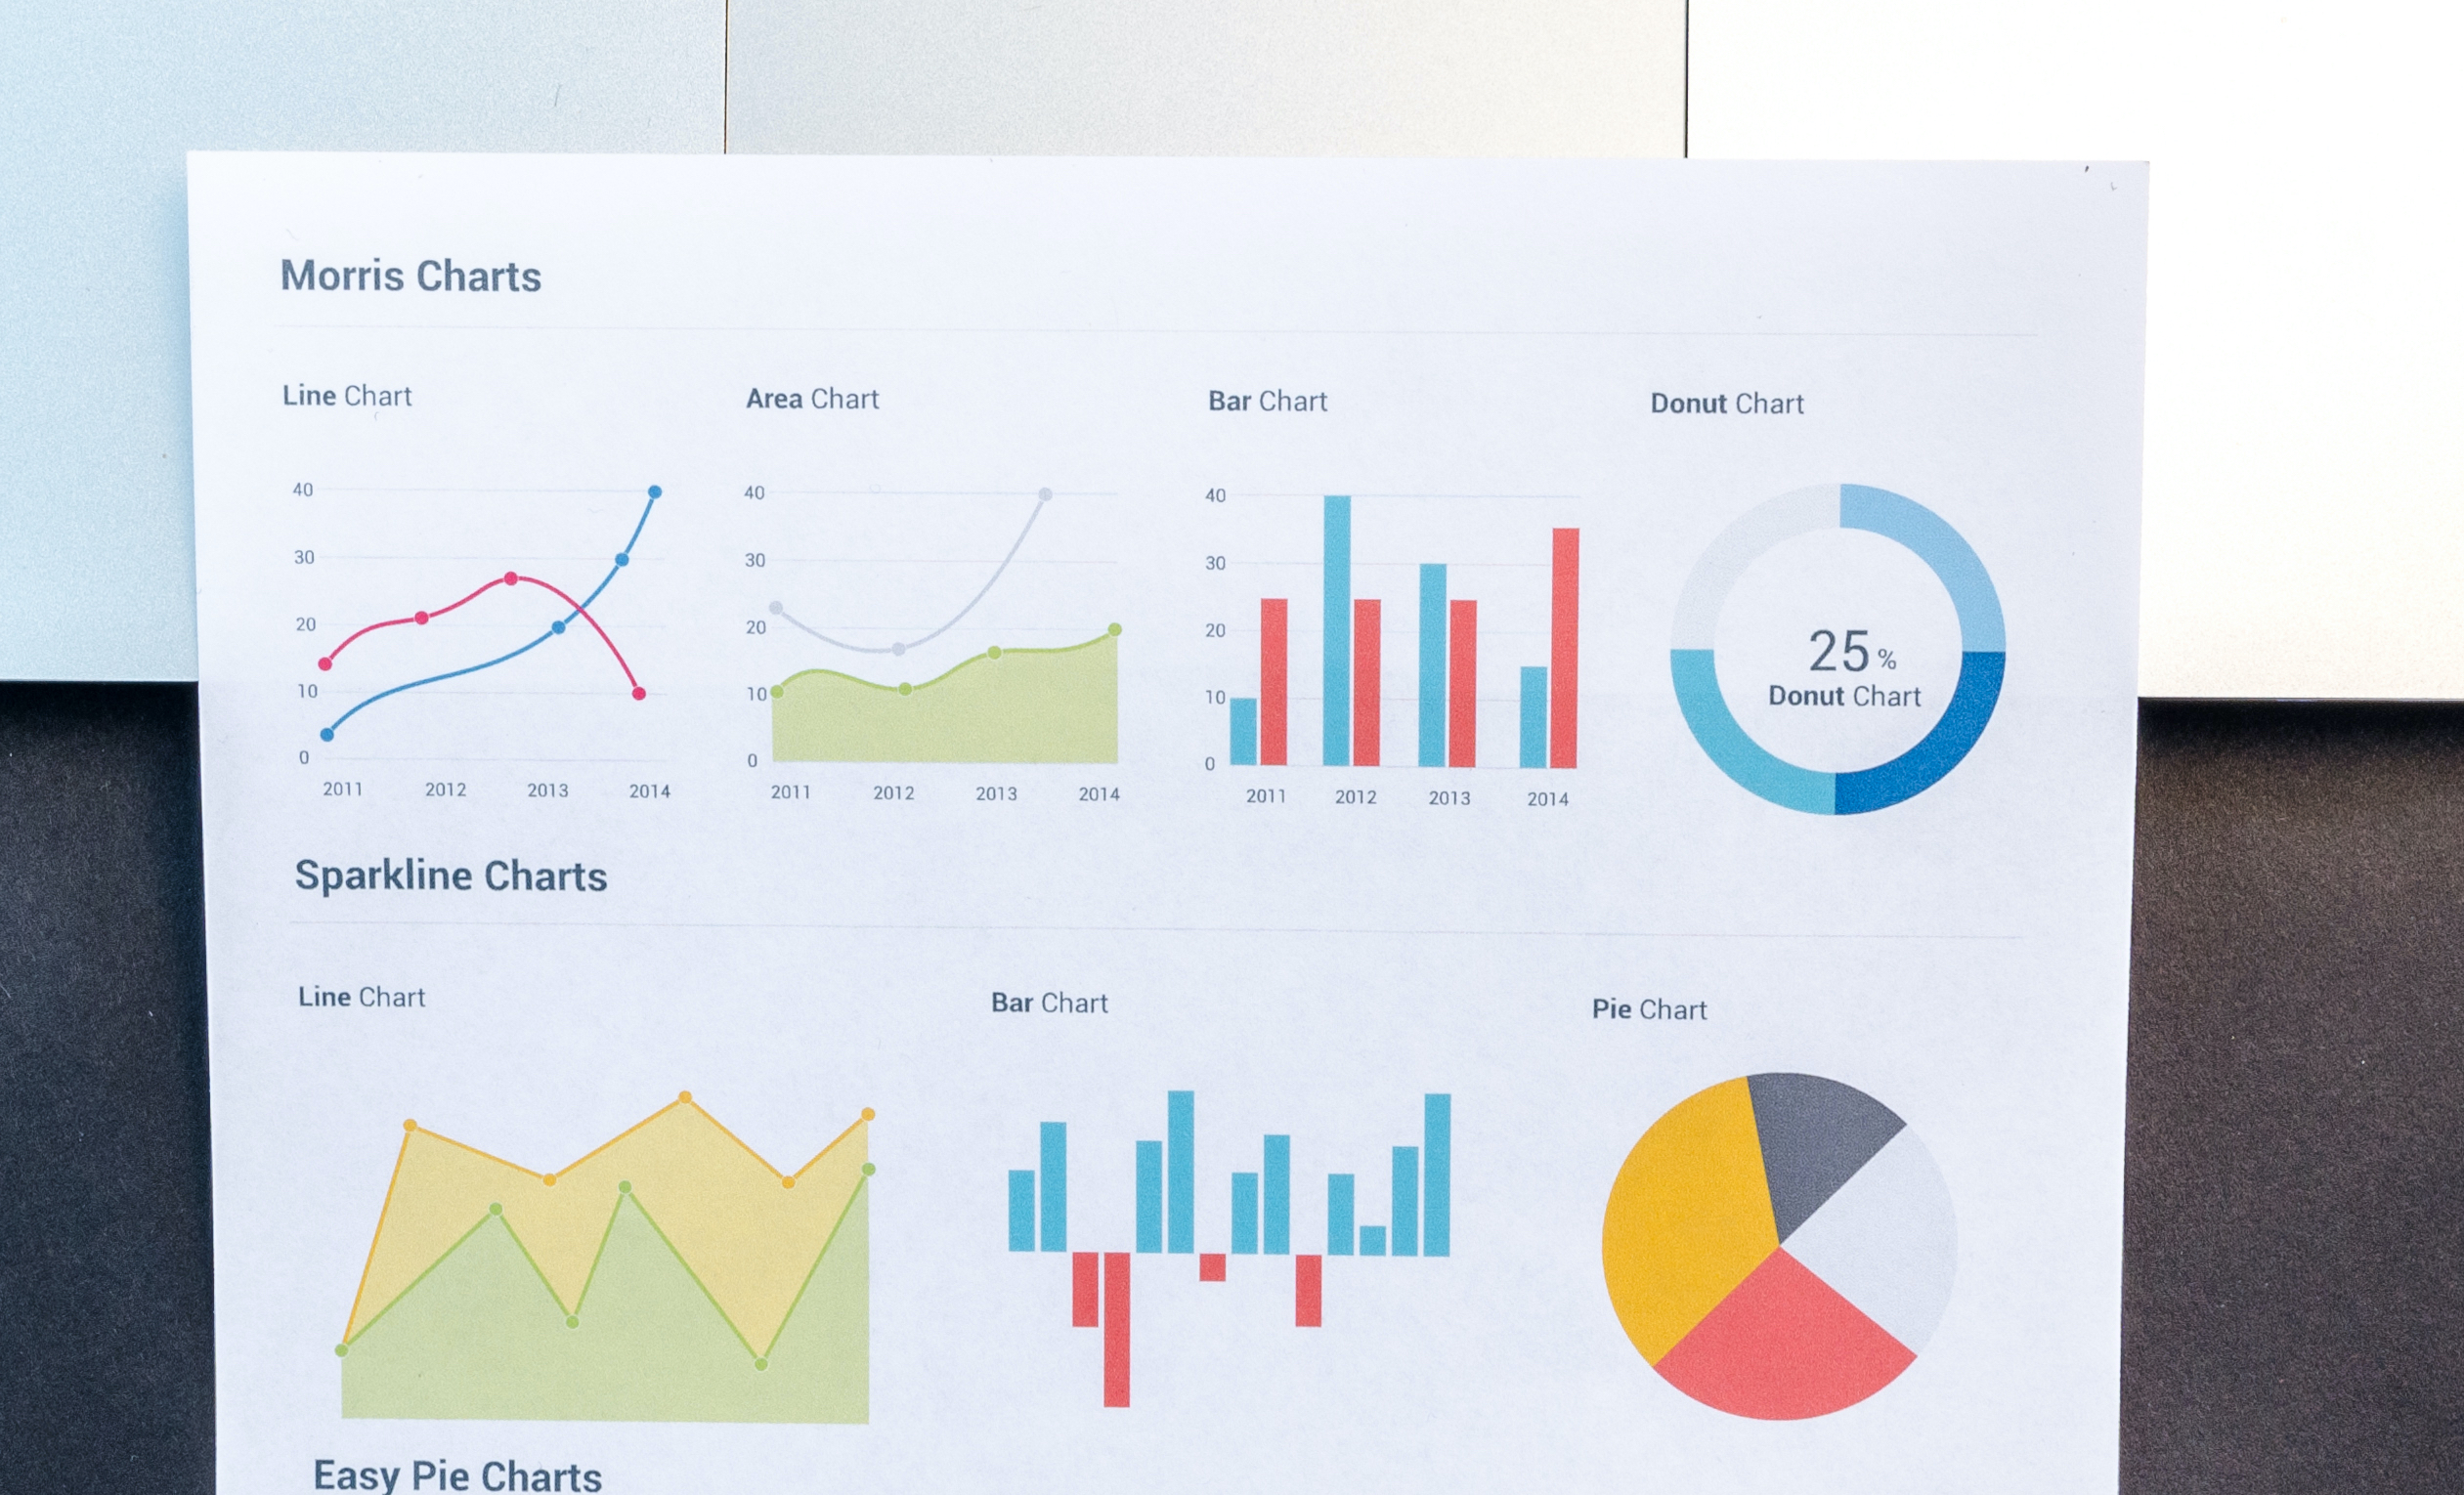 Morris Charts
Line Chart
40
30
20
10
0
2011 2012 2013 2014
Area Chart
40
30
20
10
0
2011 2012 2013 2014
Bar Chart
40
30
20
10
0
2011 2012 2013 2014
Donut Chart
25 %
Donut Chart
Sparkline Charts
Line Chart
Bar Chart
Pie Chart
Easy Pie Charts